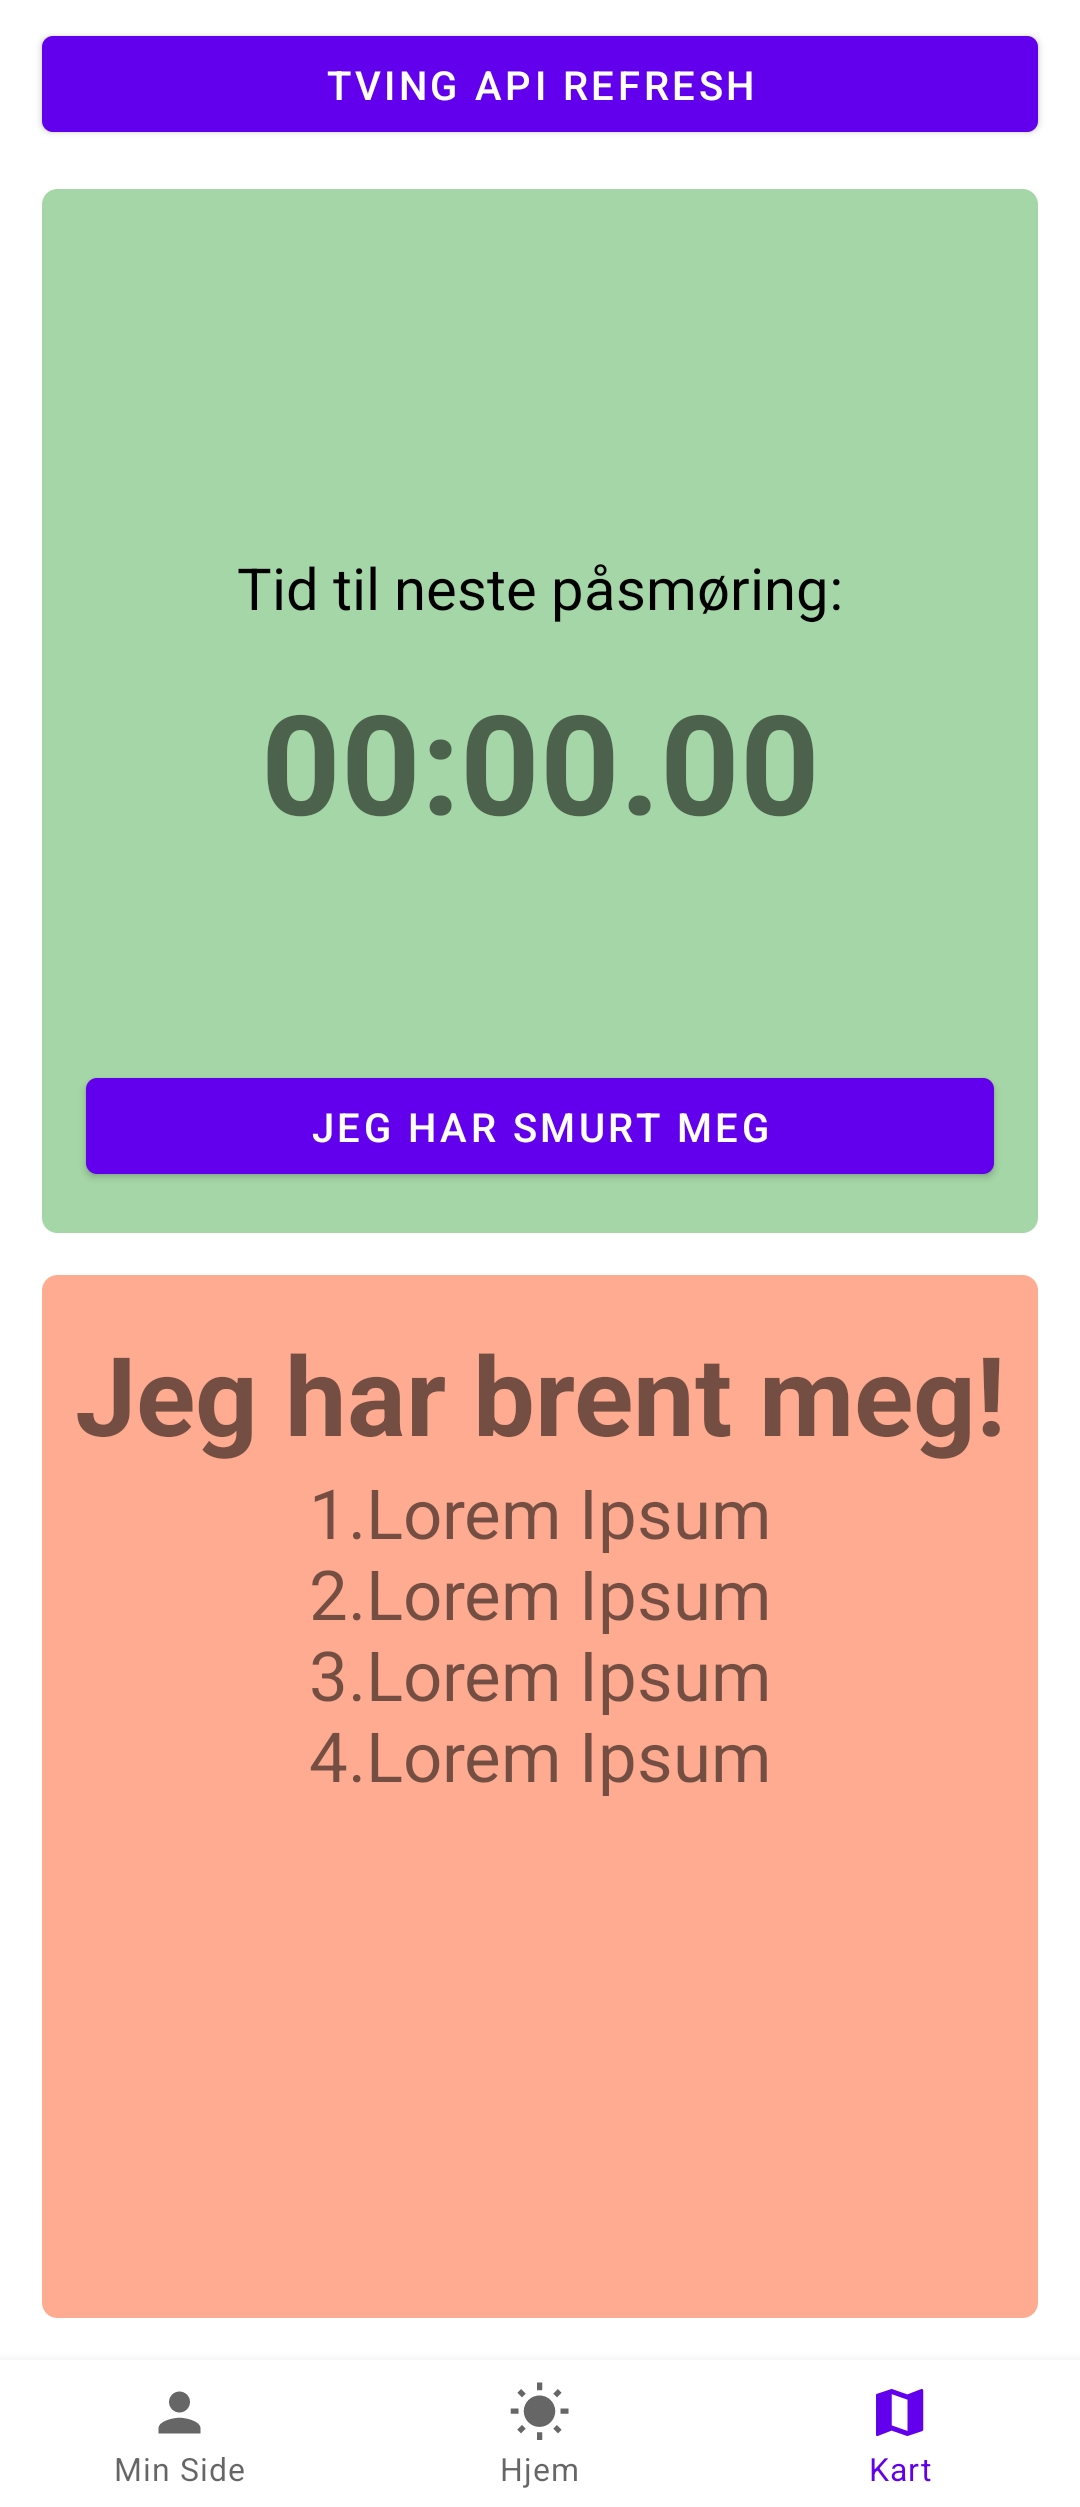 TVING API REFRESH
Tid til neste påsmøring:
00:00.00
JEG HAR SMURT MEG
Jeg har brent meg!
1.Lorem Ipsum
2.Lorem Ipsum
3.Lorem Ipsum
4.Lorem Ipsum
Min Side
Hjem
Kart